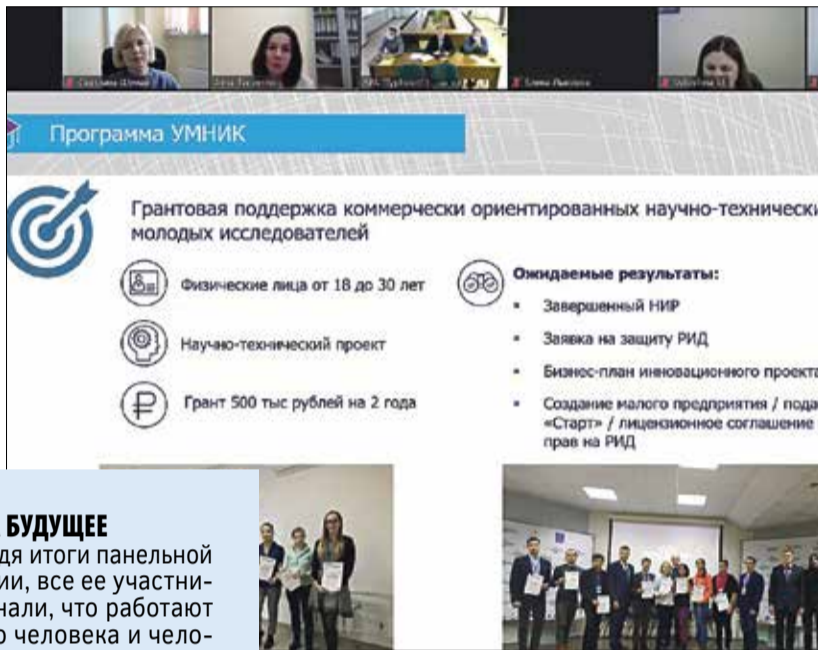 Программа УМНИК
Грантовая поддержка коммерчески ориентированных научно-технически
молодых исследователей
Физические лица от 18 до 30 лет
Научно-технический проект
Грант 500 тыс рублей на 2 года
Ожидаемые результаты:
▪ Завершенный НИР
▪ Заявка на защиту РИД
▪ Бизнес-план инновационного проекта
▪ Создание малого предприятия / пода
«Старт» / лицензионное соглашение
прав на РИД
БУДУЩЕЕ
дя итоги панельной
ии, все ее участни-
нали, что работают
о человека и чело-